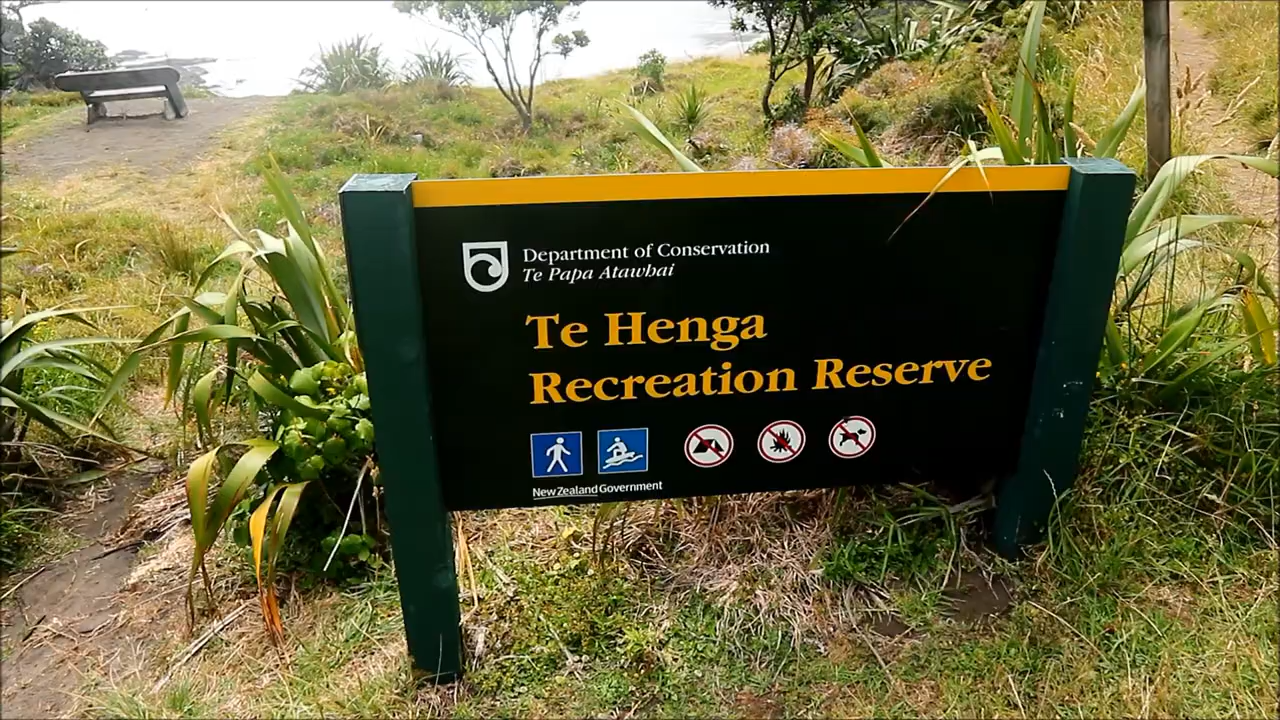 Department of Conservation
Te Papa Atawhai
Te Henga
Recreation Reserve
New Zealand Government